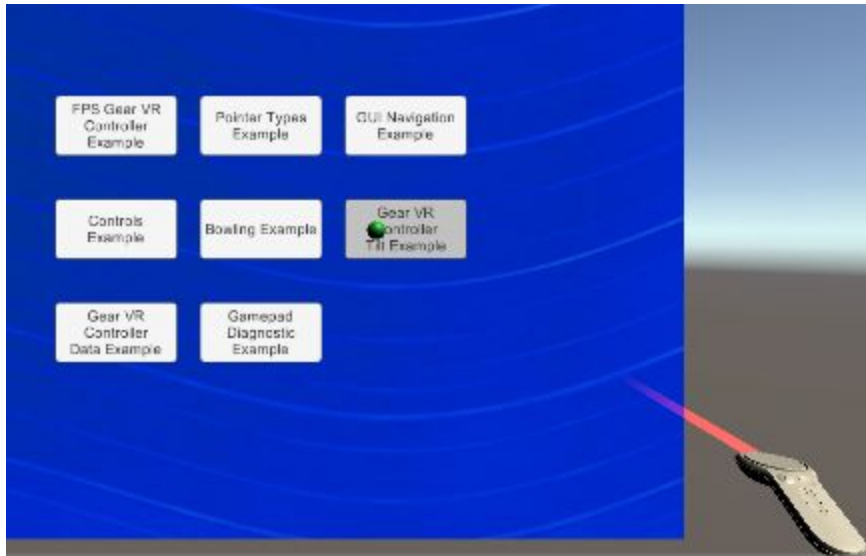 FPS Gear VR
Controller
Example
Pointer Types
Example
GUI Navigation
Example
Controls
Example
Bowling Example
Gear VR
Controller
Tilt Example
Gear VR
Controller
Data Example
Gamepad
Diagnostic
Example